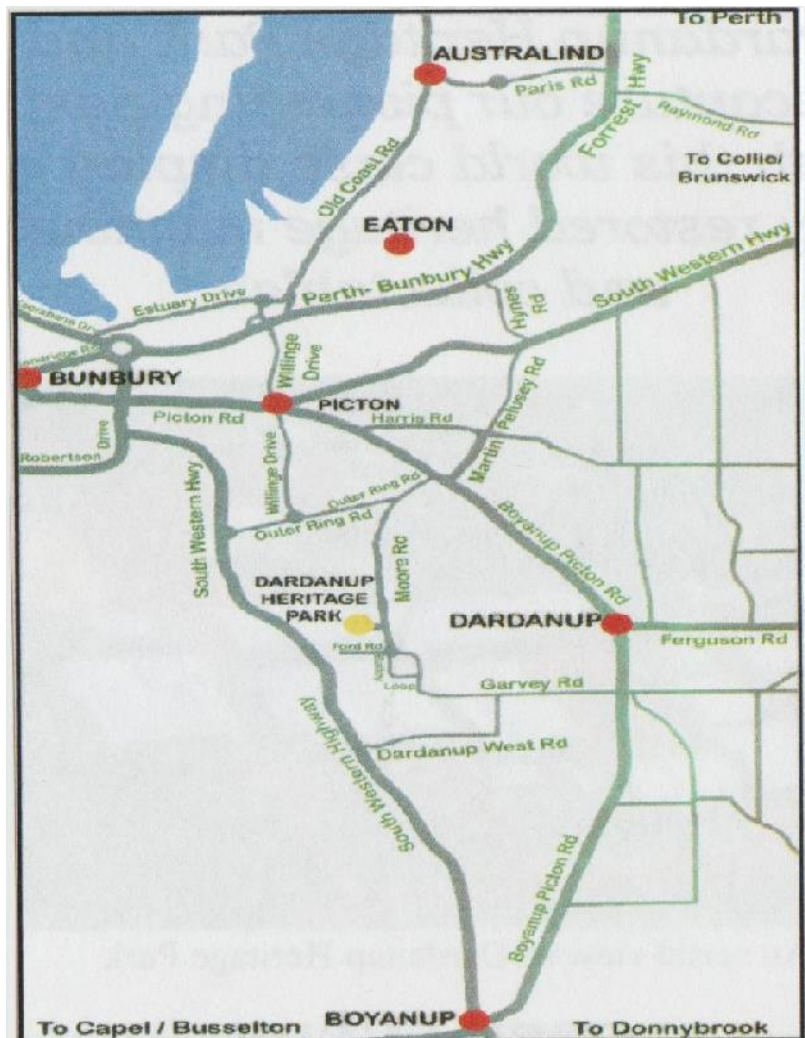 To Perth
AUSTRALIND
Paris Rd
Forrest Hwy
Raymond Rd
To Collie/
Brunswick
Old Coast Rd
EATON
Estuary Drive
Perth- Bunbury Hwy
South Western Hwy
Hynes
Rd
Willinge
Drive
BUNBURY
PICTON
Picton Rd
Harris Rd
Martin Pelusey Rd
Robertson
Drive
South Western Hwy
Willinge Drive
Outer Ring Rd
Outer Ring Rd
Boyanup Picton Rd
Moore Rd
DARDANUP
HERITAGE
PARK
DARDANUP
Ford Rd
Ferguson Rd
Loop
Garvey Rd
Dardanup West Rd
South Western Highway
Boyanup Picton Rd
BOYANUP
To Capel / Busselton
To Donnybrook